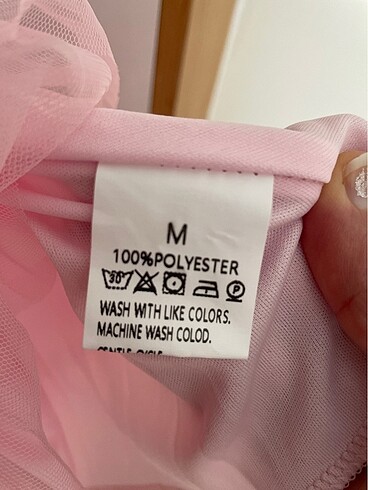 M
100%POLYESTER
30°
P
WASH WITH LIKE COLORS.
MACHINE WASH COLOD.